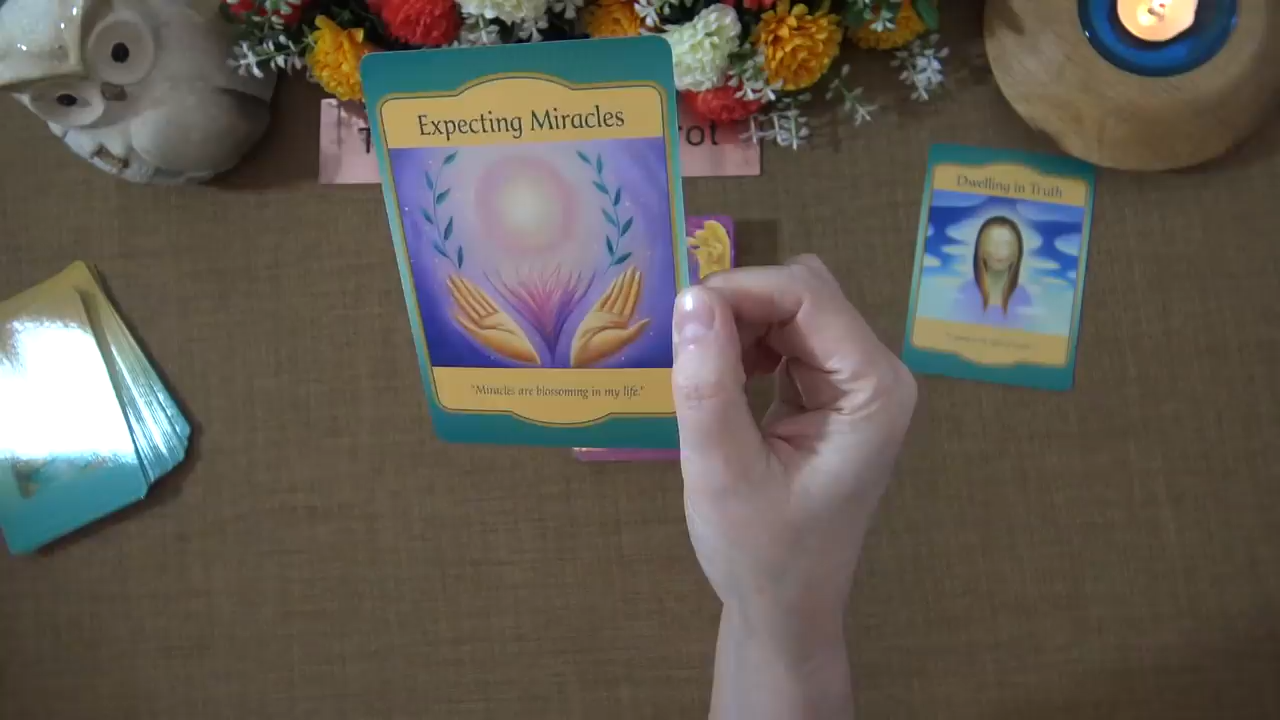 Expecting Miracles
"Miracles are blossoming in my life."
Dwelling in Truth